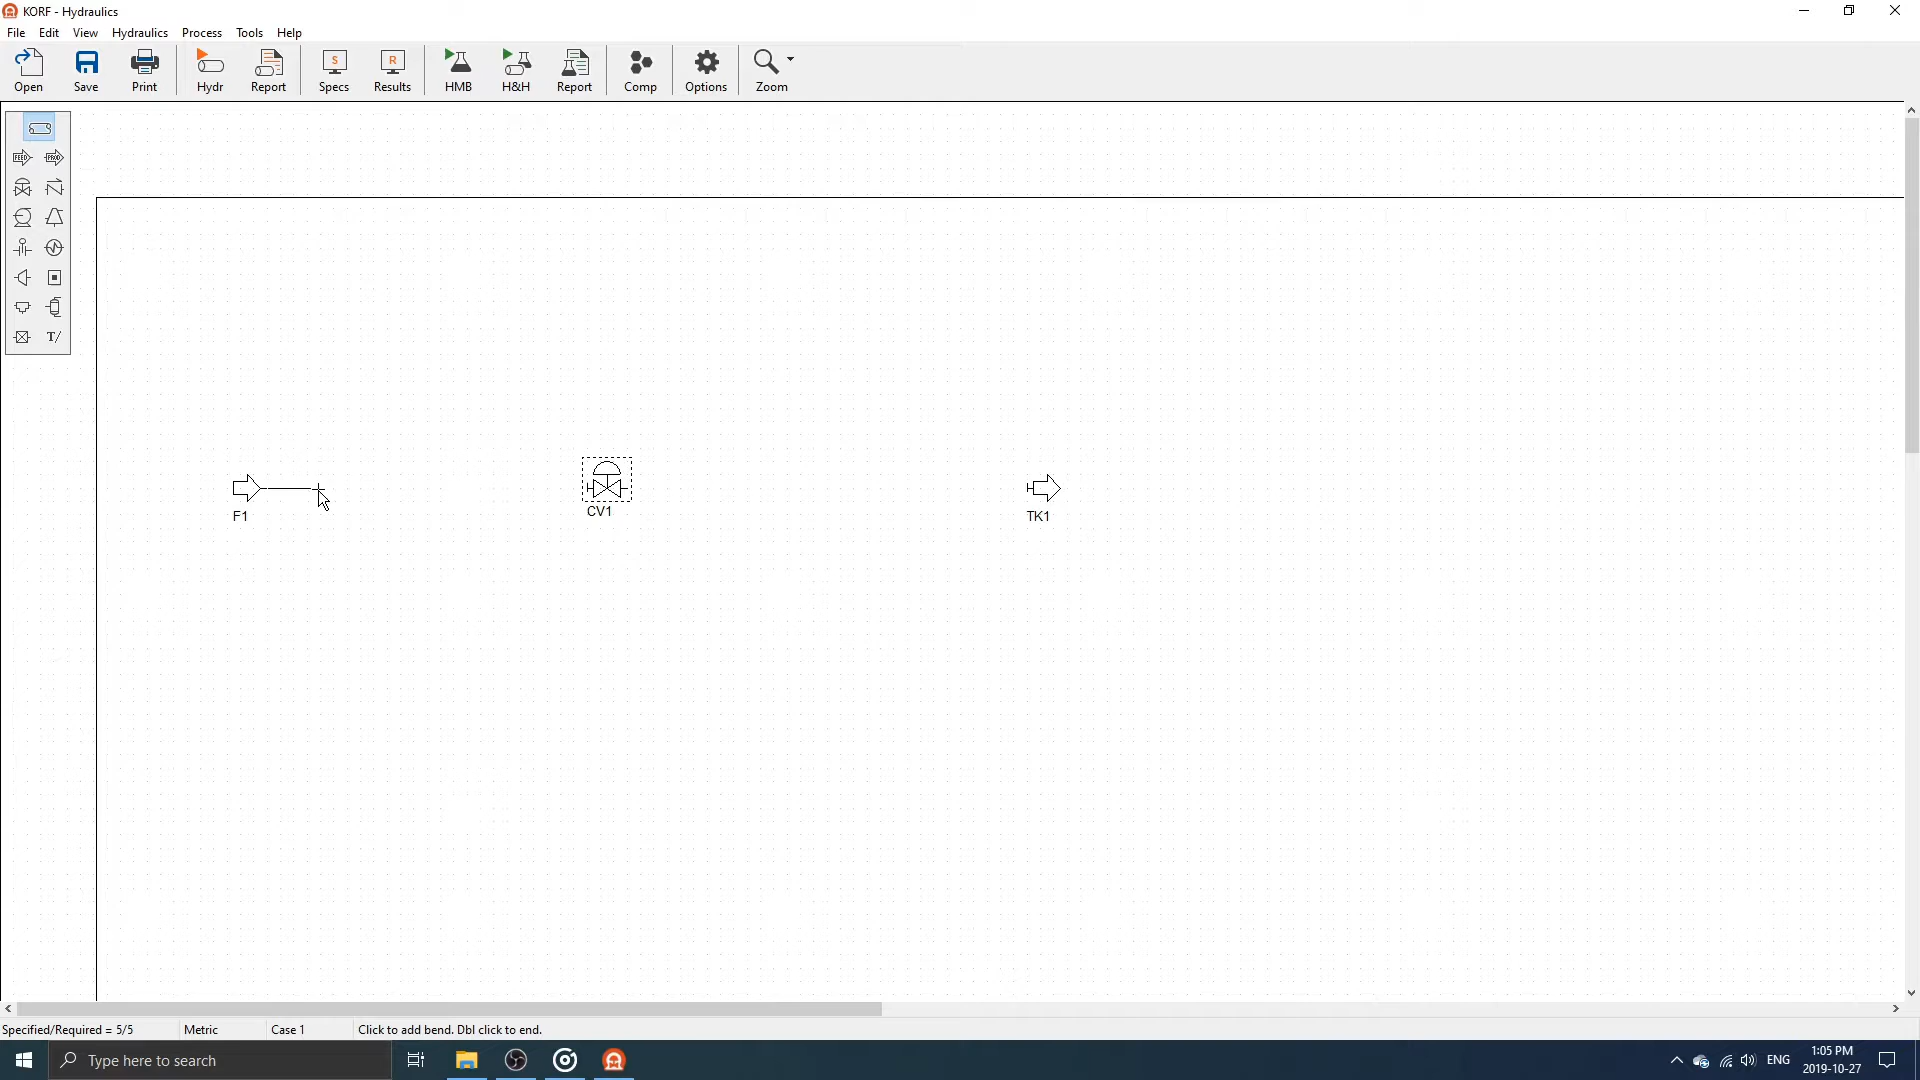 KORF - Hydraulics
File Edit View Hydraulics Process Tools Help
Open Save Print Hydr Report Specs Results HMB H&H Report Comp Options Zoom
S R
FEED PROD
T/
F1
CV1
TK1
Specified/Required = 5/5 Metric Case 1 Click to add bend. Dbl click to end.
Type here to search
ENG
1:05 PM
2019-10-27